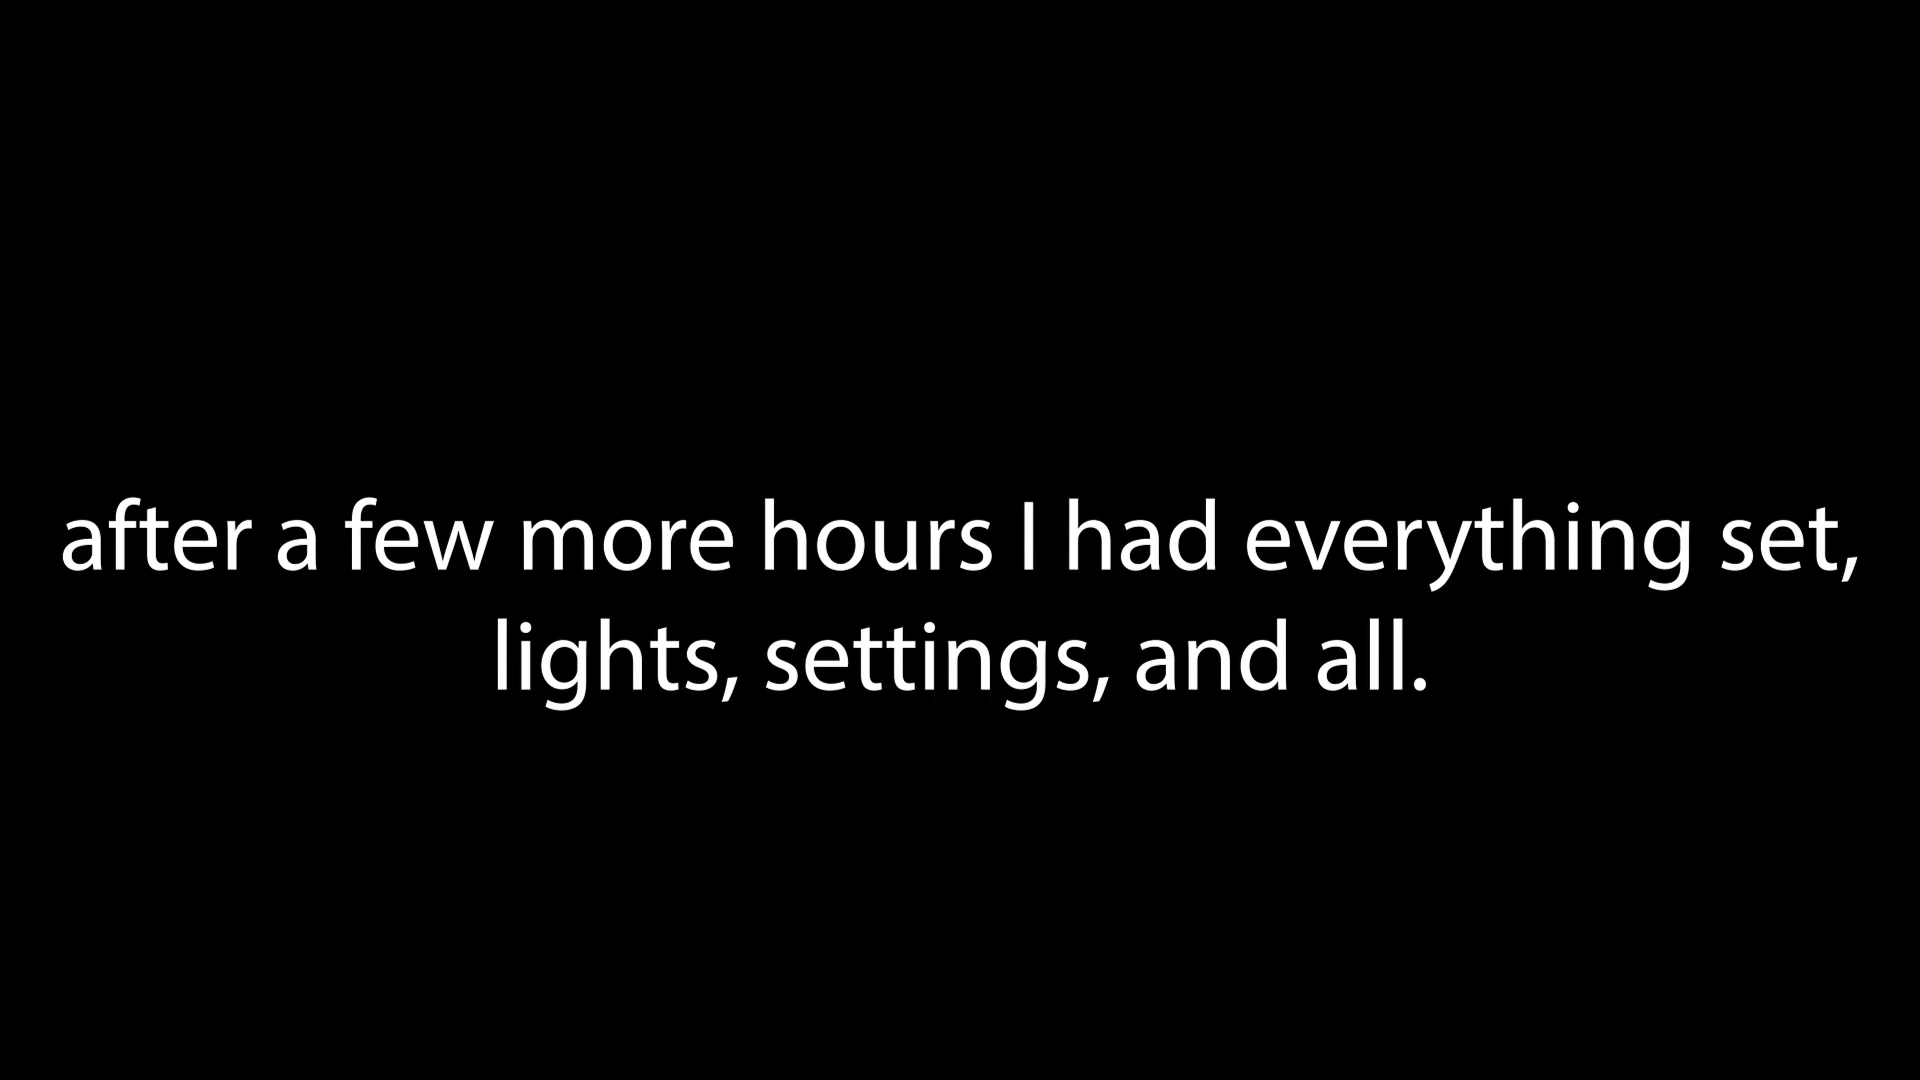 after a few more hours I had everything set,
lights, settings, and all.